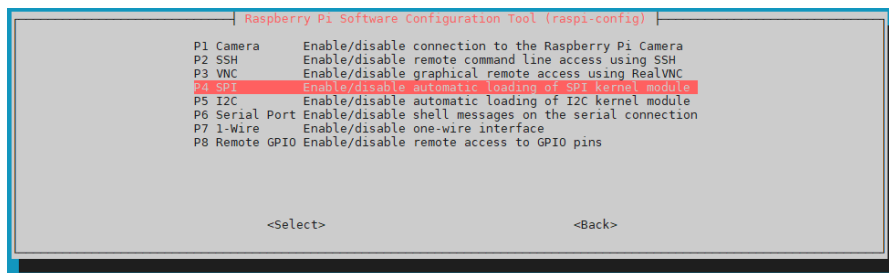 Raspberry Pi Software Configuration Tool (raspi-config)
P1 Camera Enable/disable connection to the Raspberry Pi Camera
P2 SSH Enable/disable remote command line access using SSH
P3 VNC Enable/disable graphical remote access using RealVNC
P4 SPI Enable/disable automatic loading of SPI kernel module
P5 I2C Enable/disable automatic loading of I2C kernel module
P6 Serial Port Enable/disable shell messages on the serial connection
P7 1-Wire Enable/disable one-wire interface
P8 Remote GPIO Enable/disable remote access to GPIO pins
<Select> <Back>